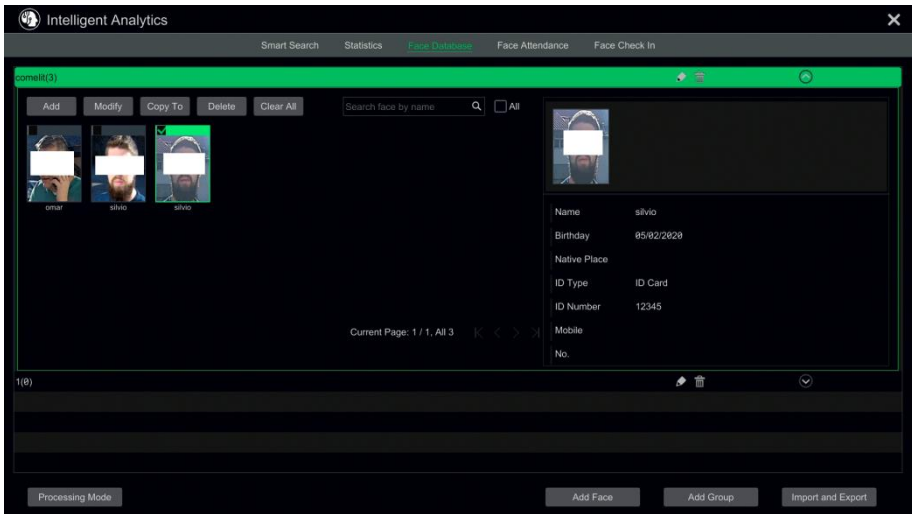 Intelligent Analytics
Smart Search Statistics Face Database Face Attendance Face Check In
comelit(3)
Add Modify Copy To Delete Clear All Search face by name All
omar silvio silvio
Name silvio
Birthday 05/02/2020
Native Place
ID Type ID Card
ID Number 12345
Current Page: 1 / 1, All 3
Mobile
No.
1(0)
Processing Mode Add Face Add Group Import and Export